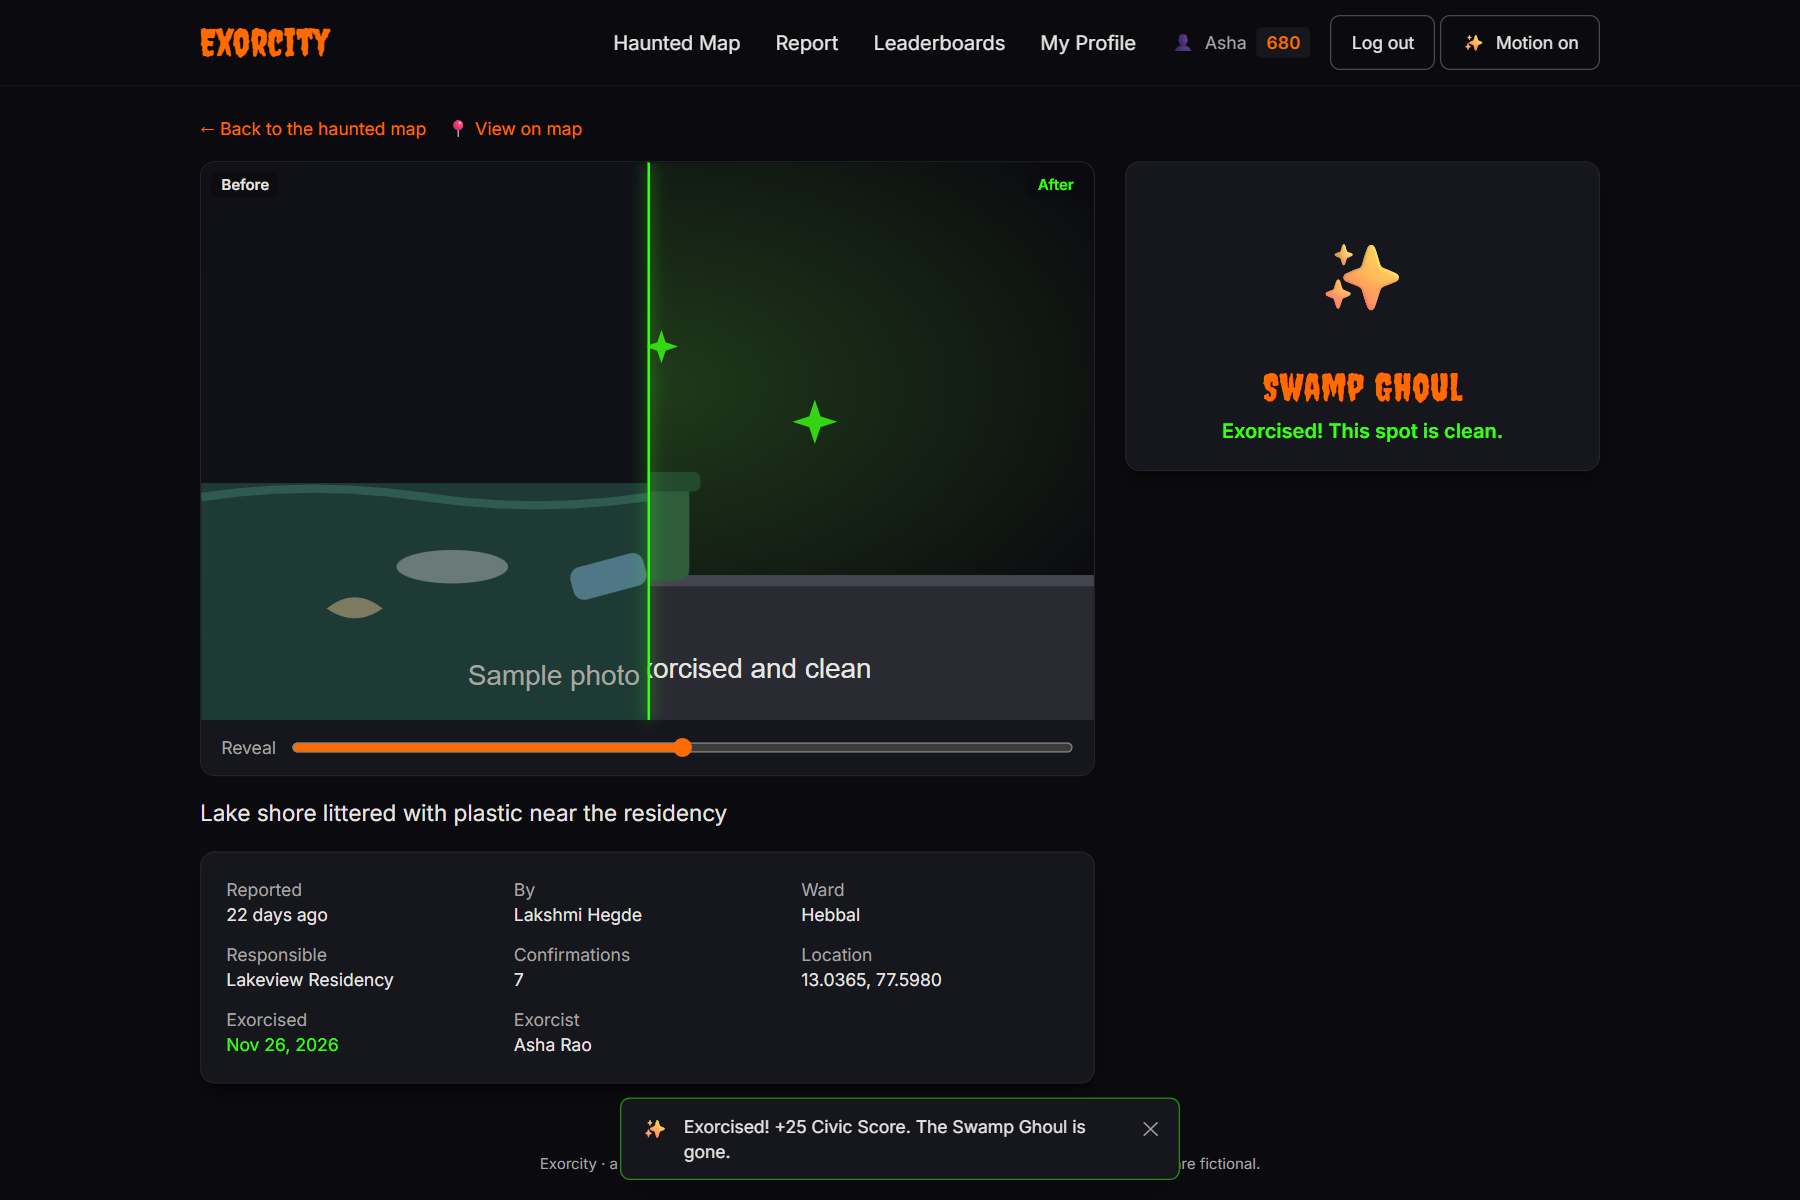 EXORCITY
Haunted Map
Report
Leaderboards
My Profile
Asha
680
Log out
Motion on
← Back to the haunted map
View on map
Before
After
Sample photo
orcised and clean
Reveal
SWAMP GHOUL
Exorcised! This spot is clean.
Lake shore littered with plastic near the residency
Reported
22 days ago
By
Lakshmi Hegde
Ward
Hebbal
Responsible
Lakeview Residency
Confirmations
7
Location
13.0365, 77.5980
Exorcised
Nov 26, 2026
Exorcist
Asha Rao
Exorcised! +25 Civic Score. The Swamp Ghoul is
gone.
Exorcity · a
re fictional.